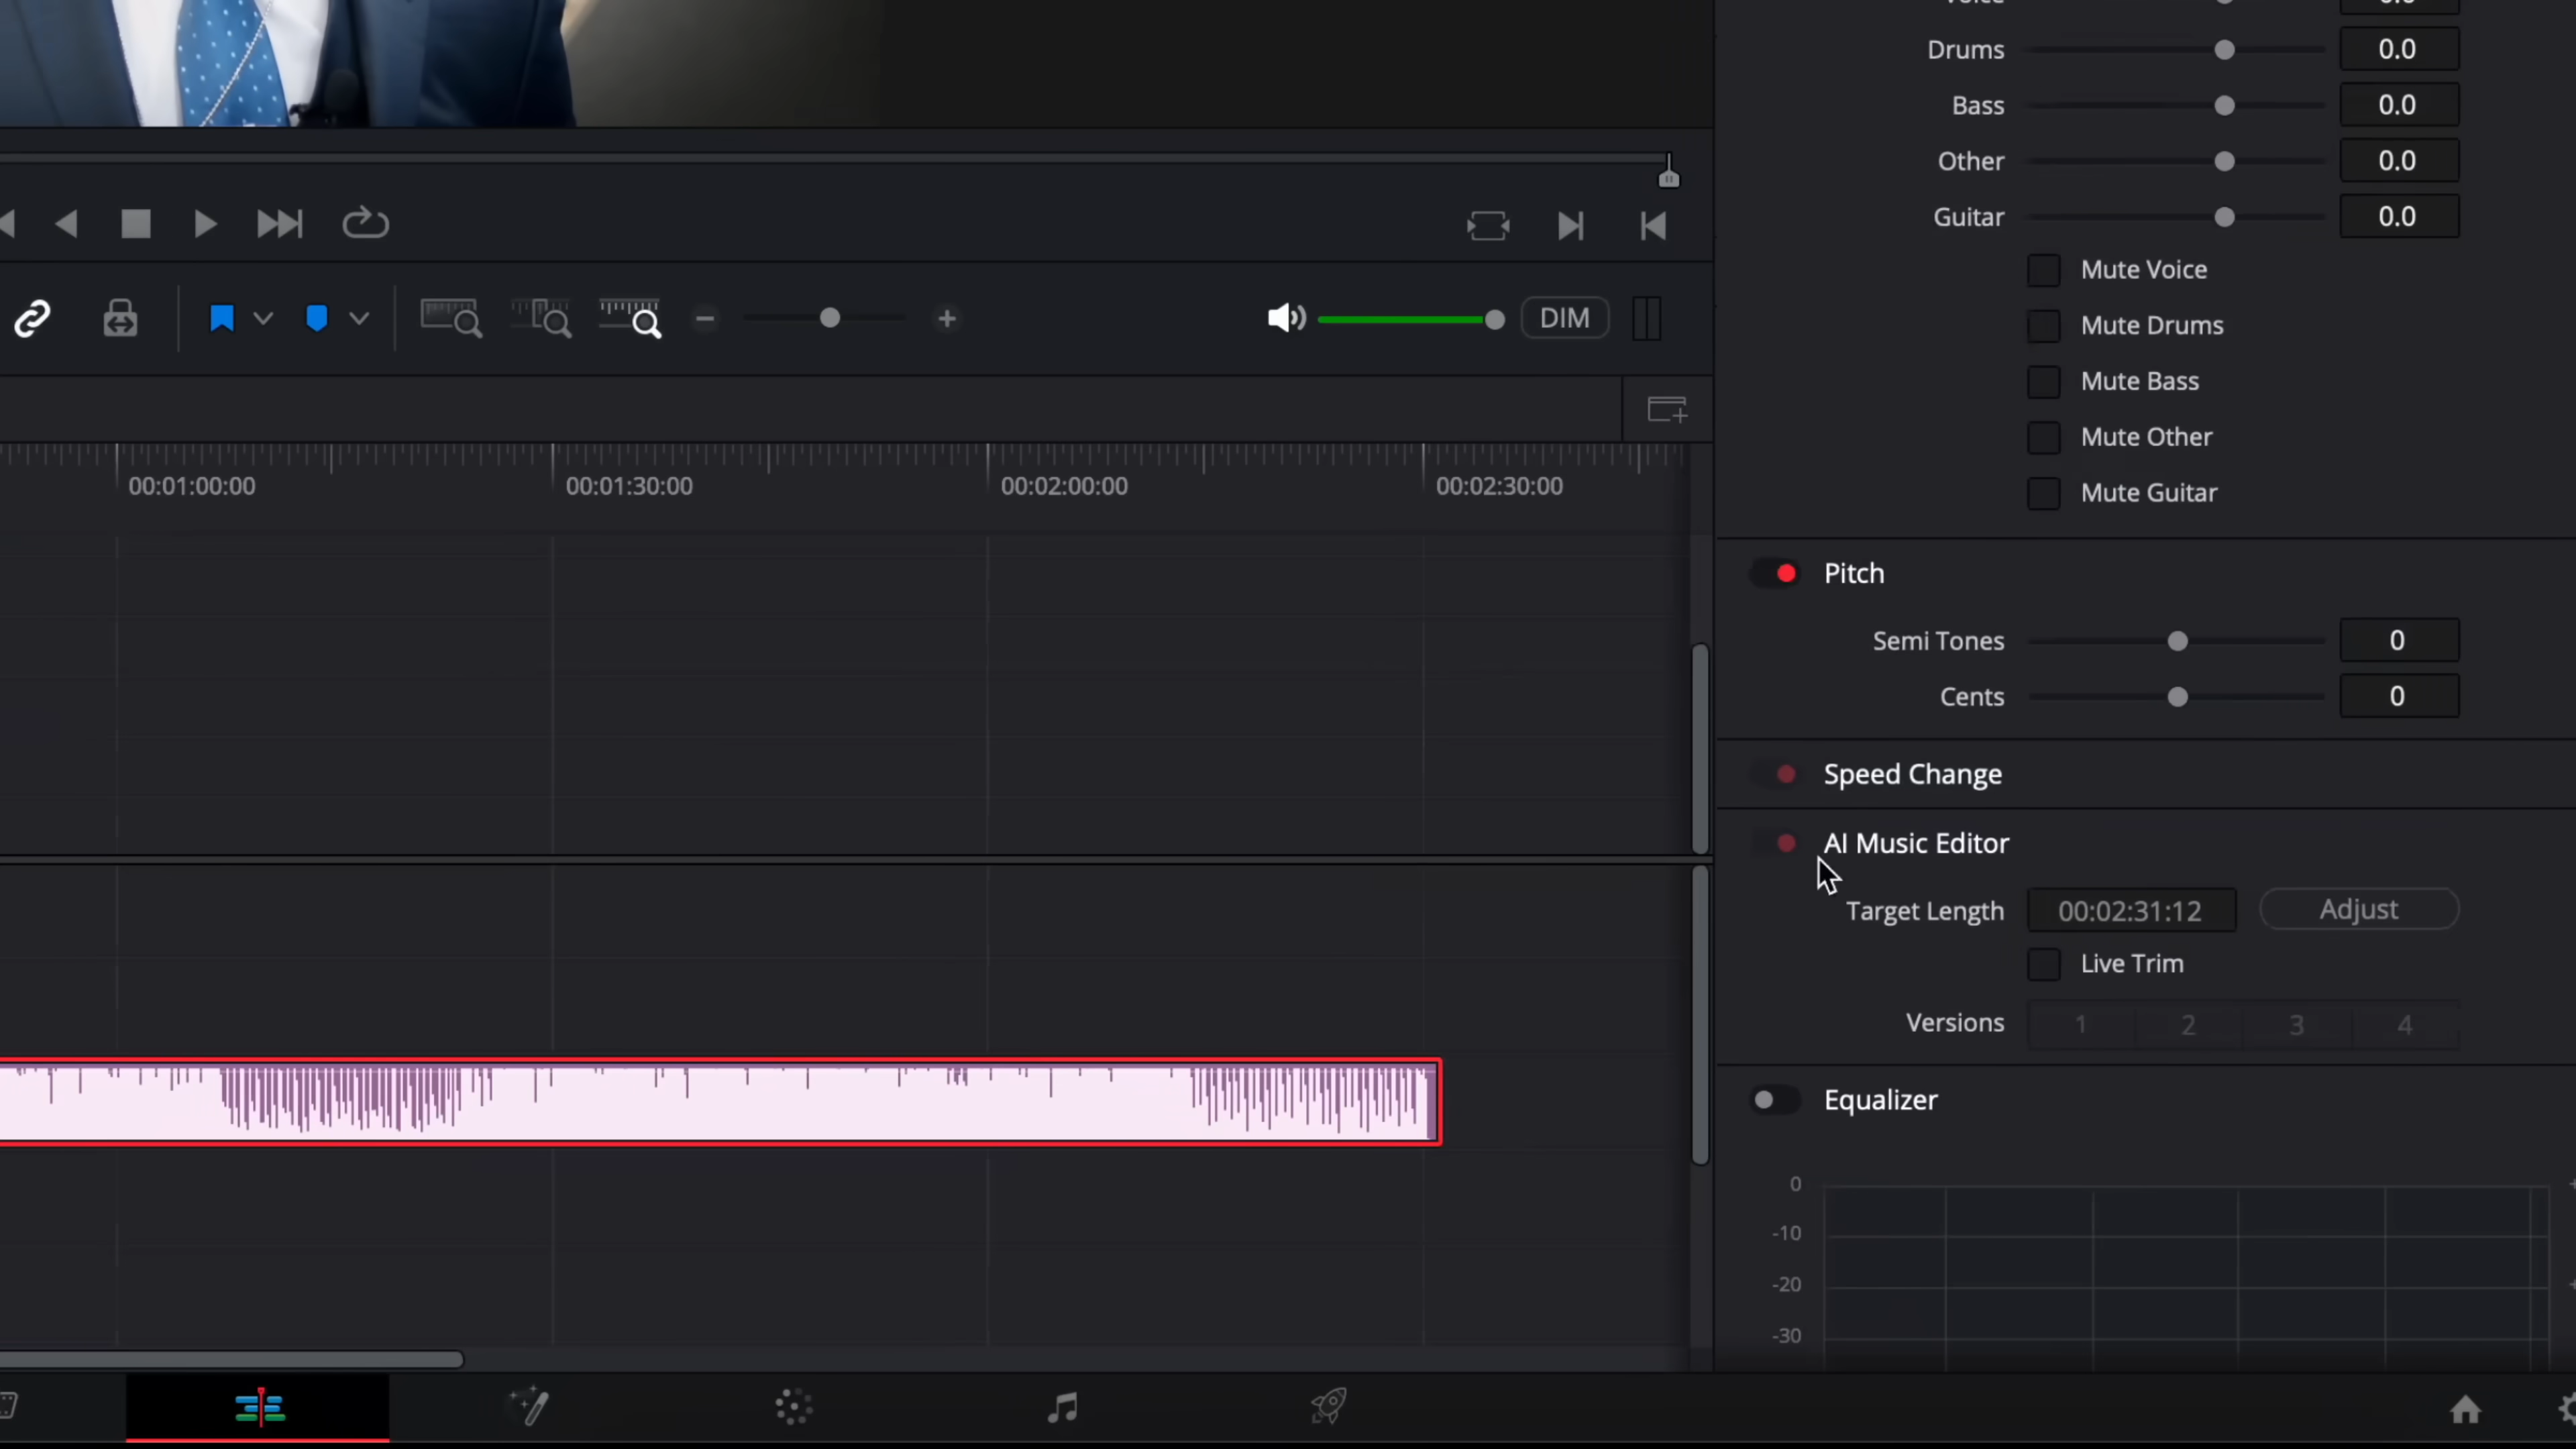 Voice 0.0
Drums 0.0
Bass 0.0
Other 0.0
Guitar 0.0
Mute Voice
Mute Drums
Mute Bass
Mute Other
Mute Guitar
DIM
00:01:00:00 00:01:30:00 00:02:00:00 00:02:30:00
Pitch
Semi Tones 0
Cents 0
Speed Change
AI Music Editor
Target Length 00:02:31:12 Adjust
Live Trim
Versions 1 2 3 4
Equalizer
0
-10
-20
-30